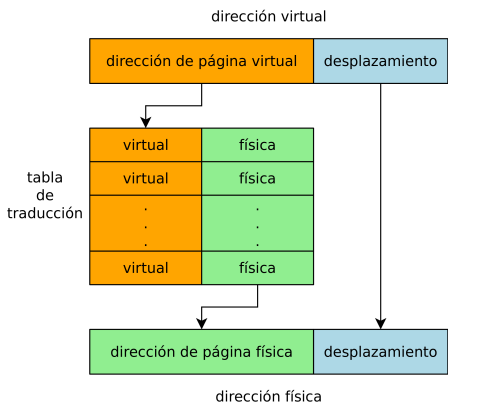 dirección virtual
dirección de página virtual desplazamiento
virtual física
virtual física
tabla
de
traducción
. .
. .
. .
virtual física
dirección de página física desplazamiento
dirección física